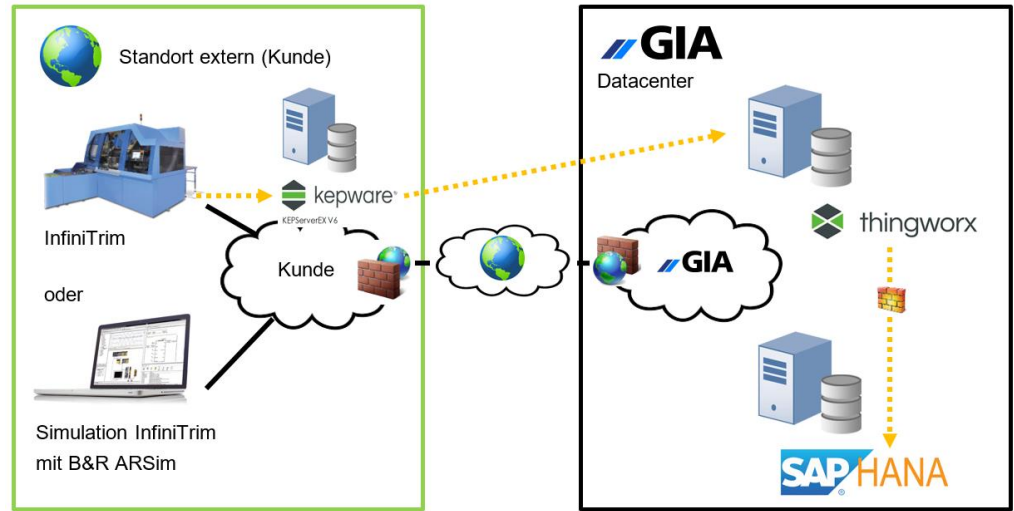 Standort extern (Kunde)
kepware®
KEPServerEX V6
InfiniTrim
Kunde
oder
Simulation InfiniTrim
mit B&R ARSim
GIA
Datacenter
thingworx
GIA
SAP® HANA